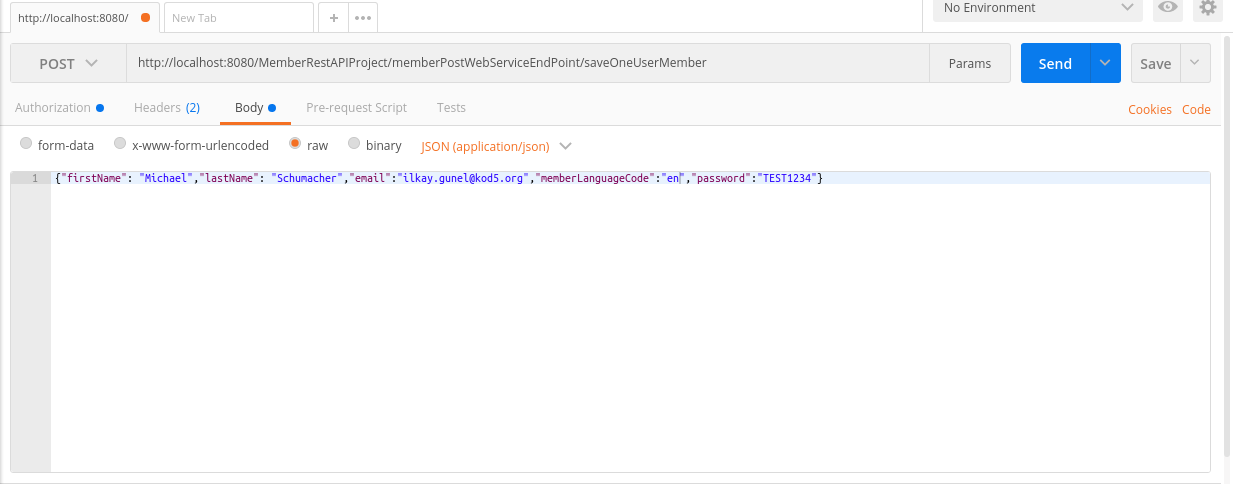 http://localhost:8080/ New Tab + ••• No Environment
POST http://localhost:8080/MemberRestAPIProject/memberPostWebServiceEndPoint/saveOneUserMember Params Send Save
Authorization Headers (2) Body Pre-request Script Tests Cookies Code
form-data x-www-form-urlencoded raw binary JSON (application/json)
1 {"firstName": "Michael","lastName": "Schumacher","email":"ilkay.gunel@kod5.org","memberLanguageCode":"en","password":"TEST1234"}